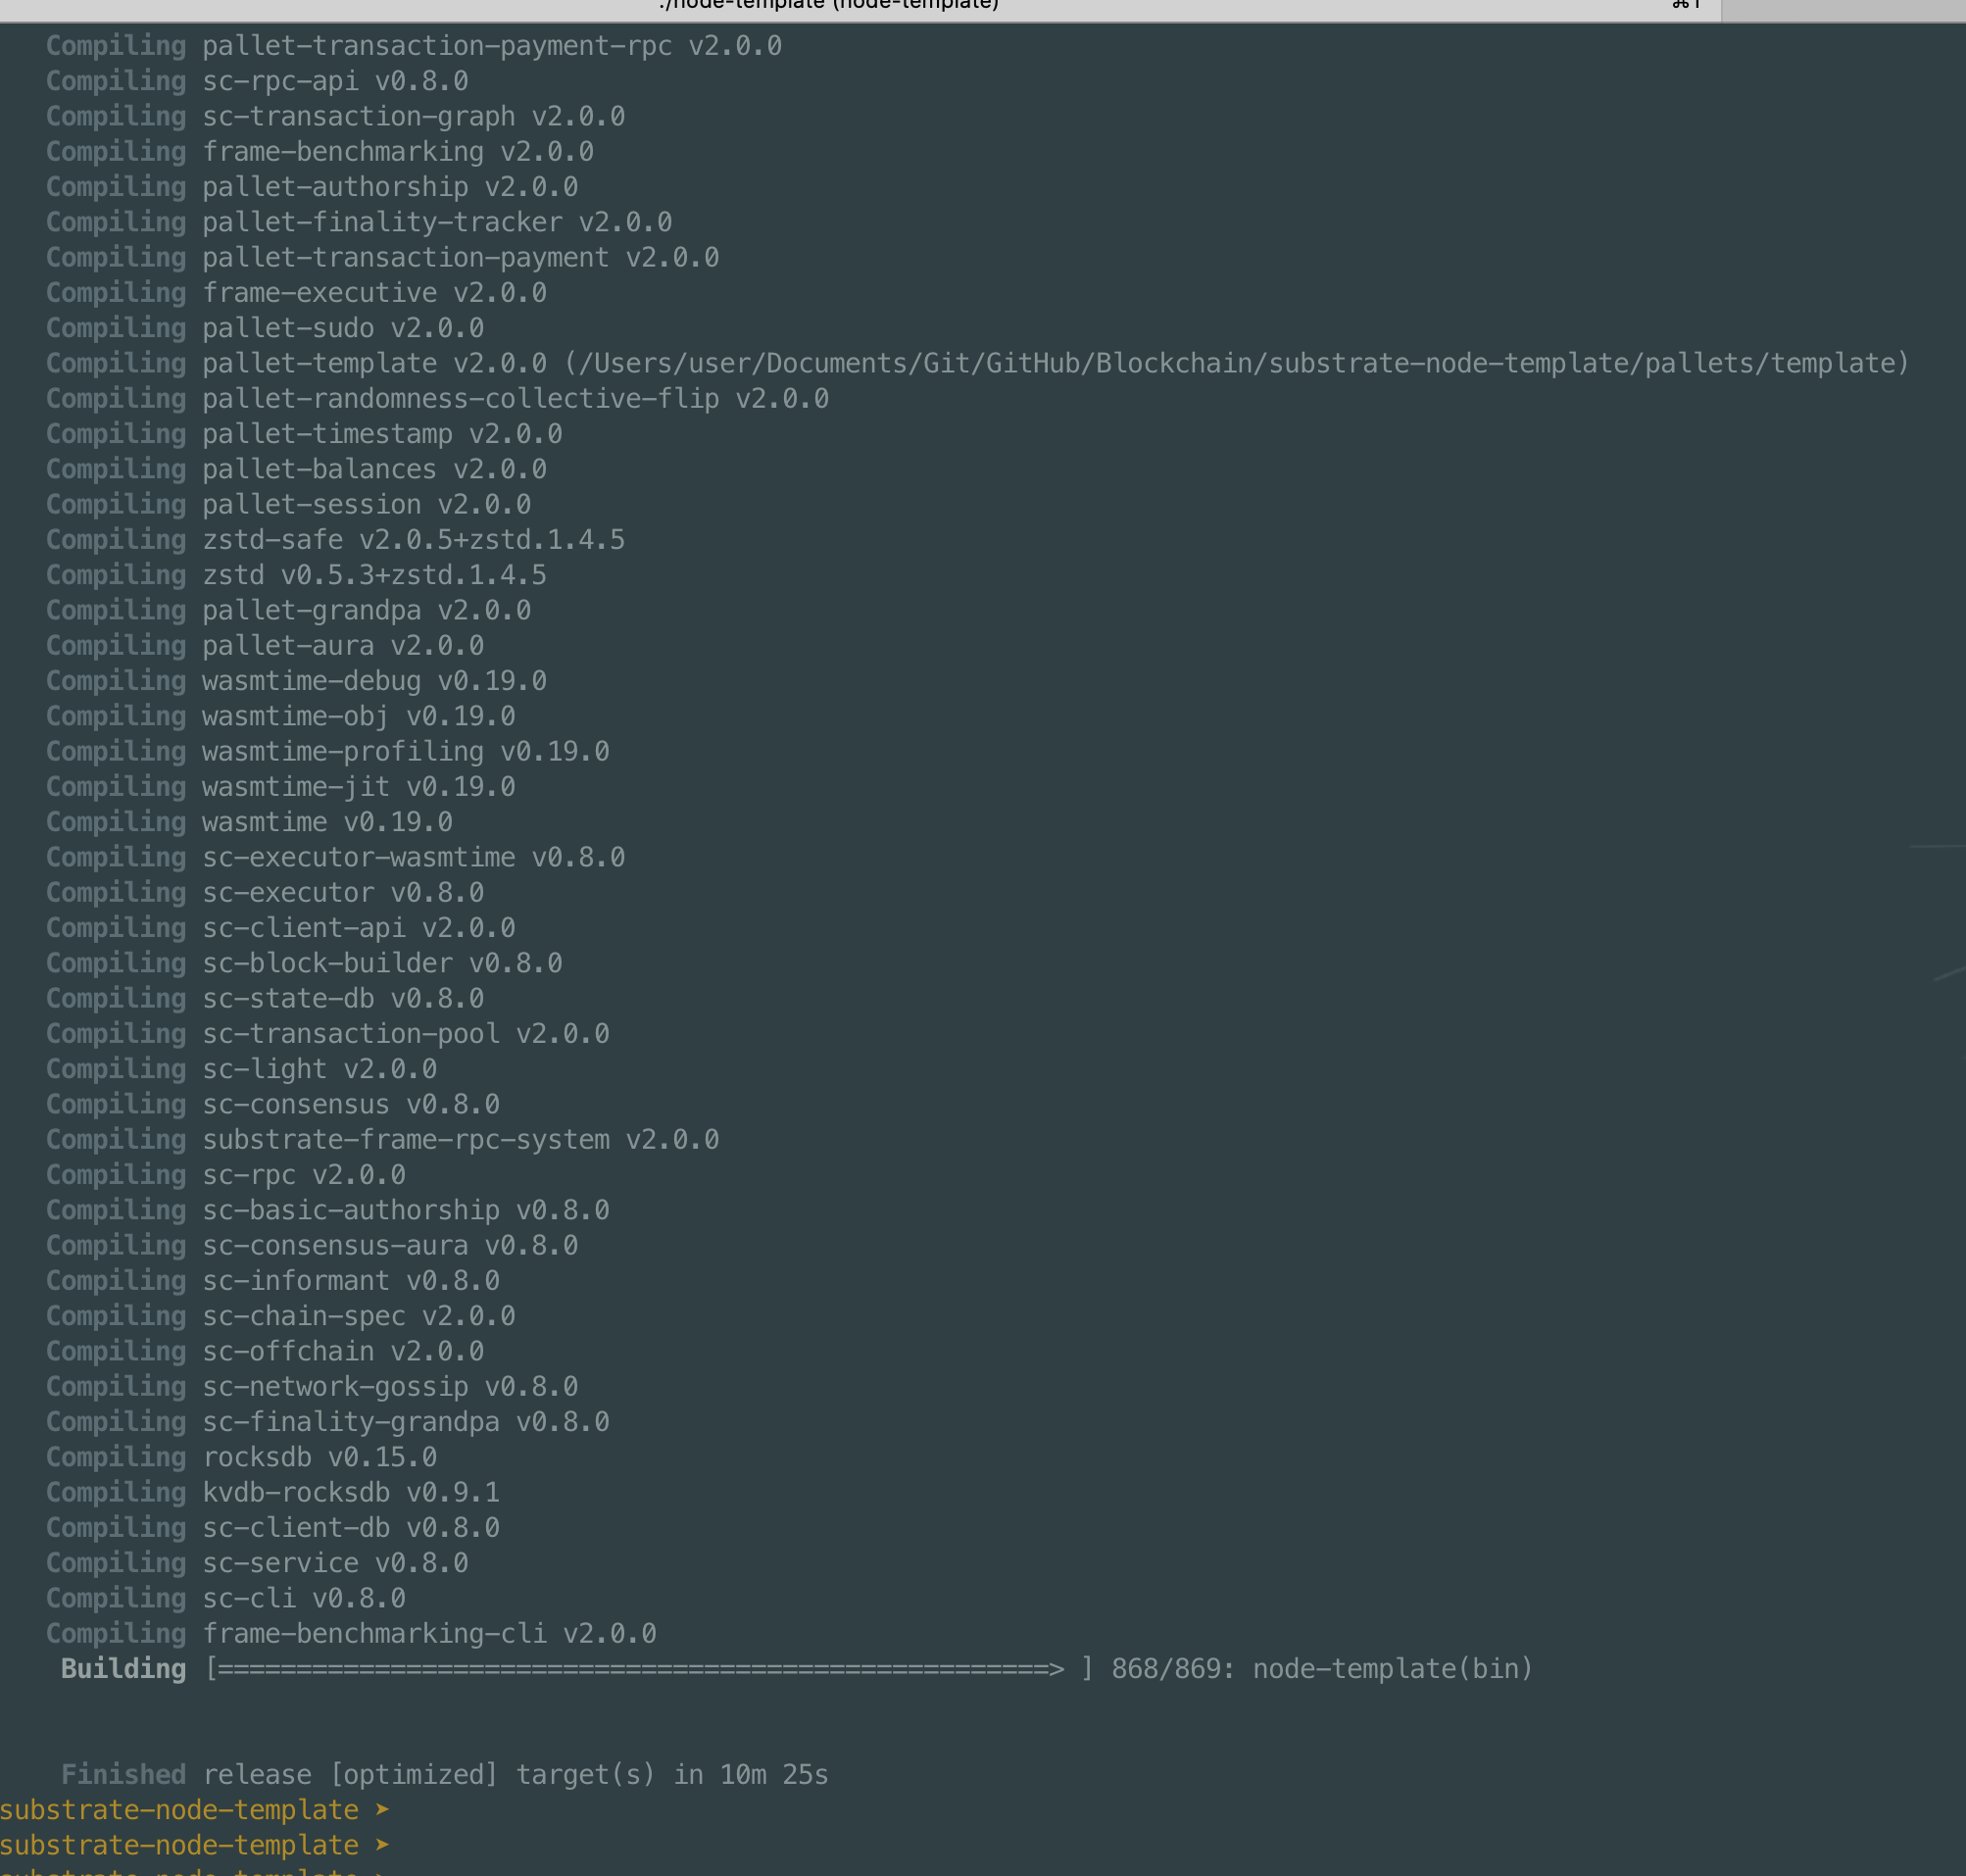 ./node-template (node-template) ⌘1
Compiling pallet-transaction-payment-rpc v2.0.0
Compiling sc-rpc-api v0.8.0
Compiling sc-transaction-graph v2.0.0
Compiling frame-benchmarking v2.0.0
Compiling pallet-authorship v2.0.0
Compiling pallet-finality-tracker v2.0.0
Compiling pallet-transaction-payment v2.0.0
Compiling frame-executive v2.0.0
Compiling pallet-sudo v2.0.0
Compiling pallet-template v2.0.0 (/Users/user/Documents/Git/GitHub/Blockchain/substrate-node-template/pallets/template)
Compiling pallet-randomness-collective-flip v2.0.0
Compiling pallet-timestamp v2.0.0
Compiling pallet-balances v2.0.0
Compiling pallet-session v2.0.0
Compiling zstd-safe v2.0.5+zstd.1.4.5
Compiling zstd v0.5.3+zstd.1.4.5
Compiling pallet-grandpa v2.0.0
Compiling pallet-aura v2.0.0
Compiling wasmtime-debug v0.19.0
Compiling wasmtime-obj v0.19.0
Compiling wasmtime-profiling v0.19.0
Compiling wasmtime-jit v0.19.0
Compiling wasmtime v0.19.0
Compiling sc-executor-wasmtime v0.8.0
Compiling sc-executor v0.8.0
Compiling sc-client-api v2.0.0
Compiling sc-block-builder v0.8.0
Compiling sc-state-db v0.8.0
Compiling sc-transaction-pool v2.0.0
Compiling sc-light v2.0.0
Compiling sc-consensus v0.8.0
Compiling substrate-frame-rpc-system v2.0.0
Compiling sc-rpc v2.0.0
Compiling sc-basic-authorship v0.8.0
Compiling sc-consensus-aura v0.8.0
Compiling sc-informant v0.8.0
Compiling sc-chain-spec v2.0.0
Compiling sc-offchain v2.0.0
Compiling sc-network-gossip v0.8.0
Compiling sc-finality-grandpa v0.8.0
Compiling rocksdb v0.15.0
Compiling kvdb-rocksdb v0.9.1
Compiling sc-client-db v0.8.0
Compiling sc-service v0.8.0
Compiling sc-cli v0.8.0
Compiling frame-benchmarking-cli v2.0.0
Building [=====================================================> ] 868/869: node-template(bin)
Finished release [optimized] target(s) in 10m 25s
substrate-node-template ➤
substrate-node-template ➤
substrate-node-template ➤